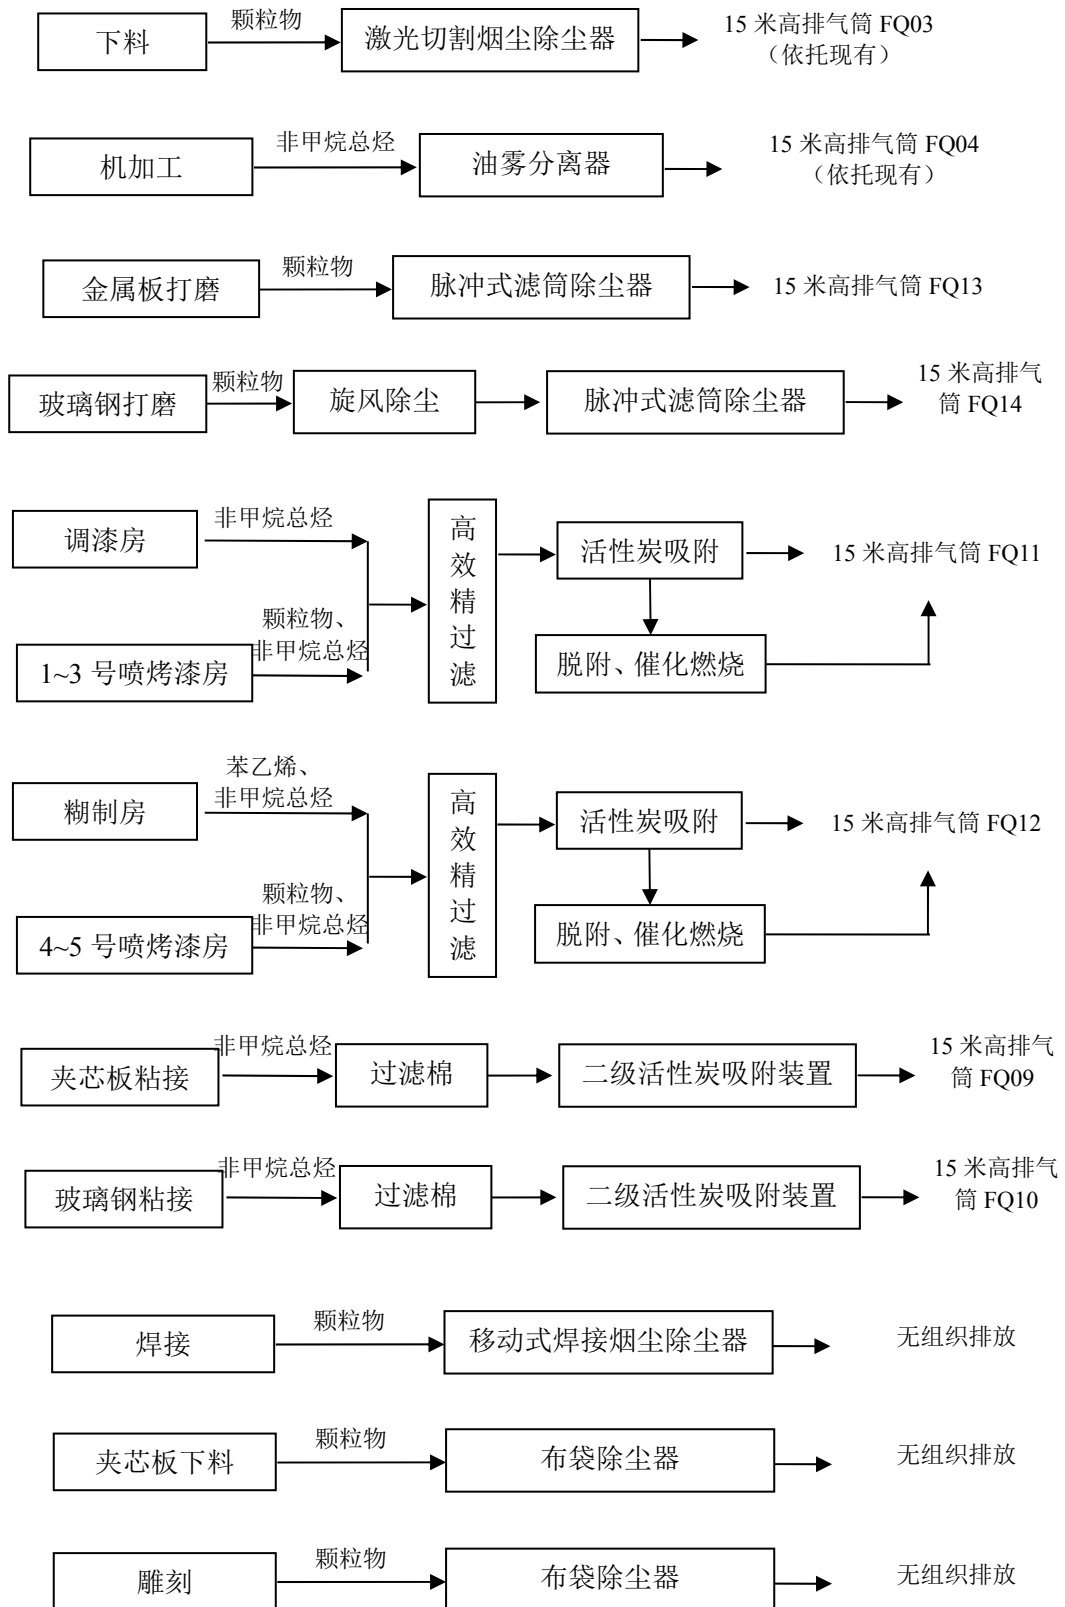 下料
颗粒物
激光切割烟尘除尘器
15 米高排气筒 FQ03
（依托现有）
机加工
非甲烷总烃
油雾分离器
15 米高排气筒 FQ04
（依托现有）
金属板打磨
颗粒物
脉冲式滤筒除尘器
15 米高排气筒 FQ13
玻璃钢打磨
颗粒物
旋风除尘
脉冲式滤筒除尘器
15 米高排气
筒 FQ14
调漆房
非甲烷总烃
1~3 号喷烤漆房
颗粒物、
非甲烷总烃
高效精过滤
活性炭吸附
脱附、催化燃烧
15 米高排气筒 FQ11
糊制房
苯乙烯、
非甲烷总烃
4~5 号喷烤漆房
颗粒物、
非甲烷总烃
高效精过滤
活性炭吸附
脱附、催化燃烧
15 米高排气筒 FQ12
夹芯板粘接
非甲烷总烃
过滤棉
二级活性炭吸附装置
15 米高排气
筒 FQ09
玻璃钢粘接
非甲烷总烃
过滤棉
二级活性炭吸附装置
15 米高排气
筒 FQ10
焊接
颗粒物
移动式焊接烟尘除尘器
无组织排放
夹芯板下料
颗粒物
布袋除尘器
无组织排放
雕刻
颗粒物
布袋除尘器
无组织排放